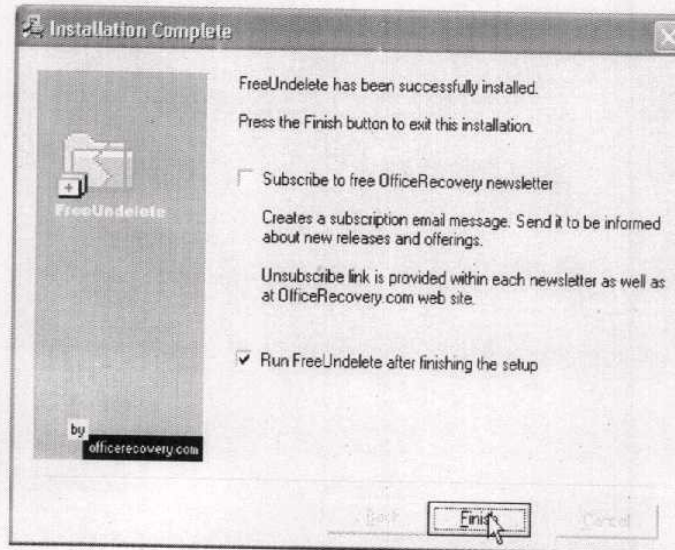 Installation Complete
FreeUndelete has been successfully installed.
Press the Finish button to exit this installation.
Subscribe to free OfficeRecovery newsletter
Creates a subscription email message. Send it to be informed
about new releases and offerings.
Unsubscribe link is provided within each newsletter as well as
at OfficeRecovery.com web site.
Run FreeUndelete after finishing the setup
FreeUndelete
by
officerecovery.com
Back
Finish
Cancel